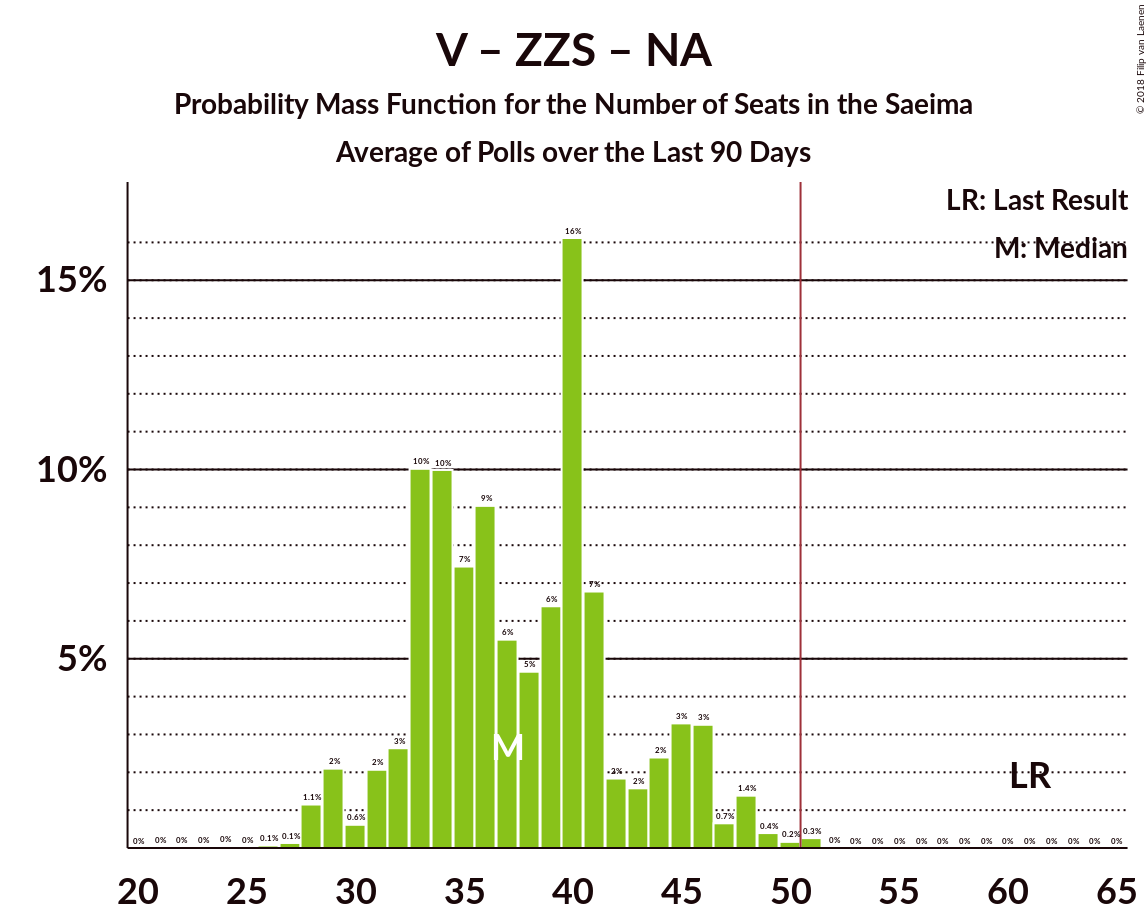 V – ZZS – NA
Probability Mass Function for the Number of Seats in the Saeima
Average of Polls over the Last 90 Days
© 2018 Filip van Laenen
LR: Last Result
M: Median
15%
10%
5%
0% 0% 0% 0% 0% 0% 0.1% 0.1% 1.1% 2% 0.6% 2% 3% 10% 10% 7% 9% 6% 5% 6% 16% 7% 2% 2% 2% 3% 3% 0.7% 1.4% 0.4% 0.2% 0.3% 0% 0% 0% 0% 0% 0% 0% 0% 0% 0% 0% 0% 0% 0%
M
LR
20 25 30 35 40 45 50 55 60 65